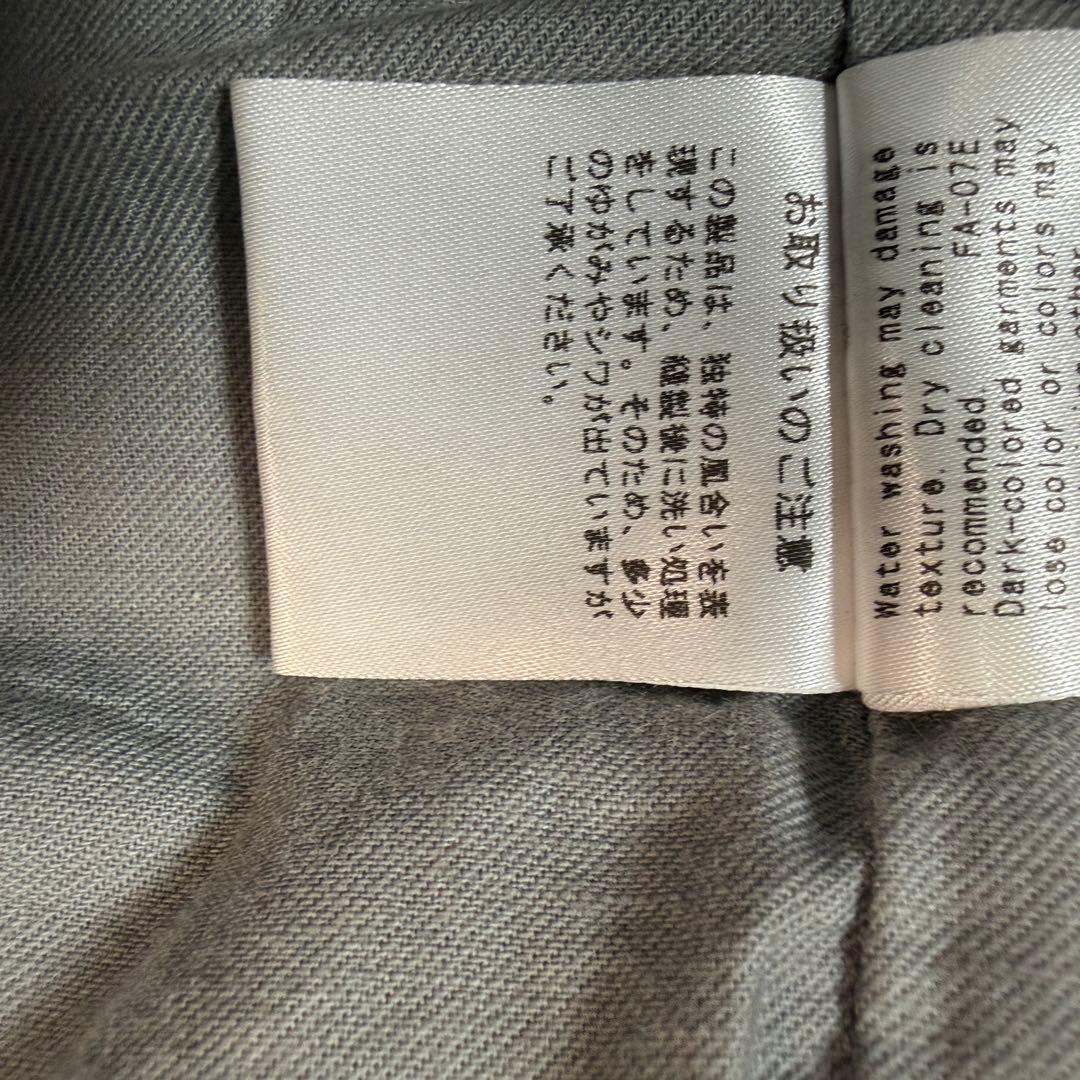 お取り扱いのご注意
この製品は、独特の風合いを表
現するため、縫製後に洗い処理
をしています。そのため、多少
のゆがみやシワが出ていますが
ご了承ください。
Water washing may damage
texture. Dry cleaning is
recommended. FA-07E
Dark-colored garments may
lose color or colors may